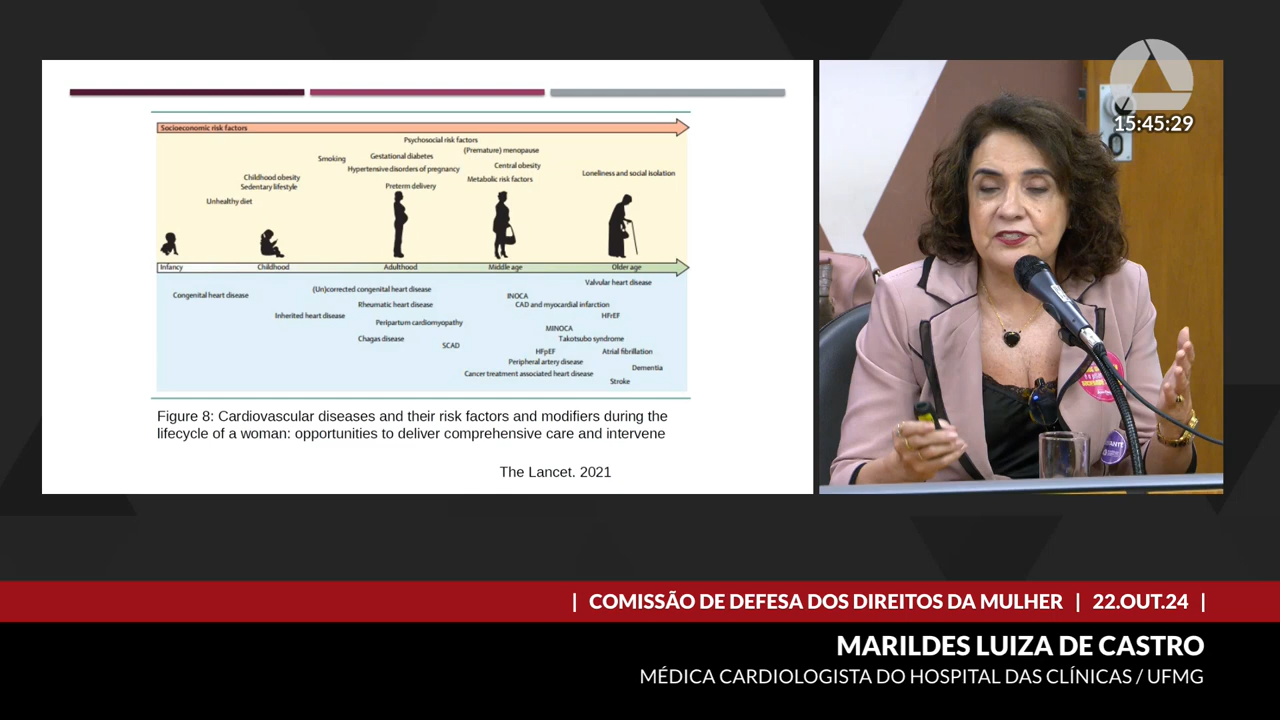 Socioeconomic risk factors
Psychosocial risk factors
(Premature) menopause
Smoking
Gestational diabetes
Central obesity
Hypertensive disorders of pregnancy
Loneliness and social isolation
Childhood obesity
Metabolic risk factors
Sedentary lifestyle
Preterm delivery
Unhealthy diet
Infancy
Childhood
Adulthood
Middle age
Older age
Valvular heart disease
(Un)corrected congenital heart disease
Congenital heart disease
INOCA
Rheumatic heart disease
CAD and myocardial infarction
Inherited heart disease
HFrEF
Peripartum cardiomyopathy
MINOCA
Chagas disease
Takotsubo syndrome
SCAD
HFpEF
Atrial fibrillation
Peripheral artery disease
Dementia
Cancer treatment associated heart disease
Stroke
Figure 8: Cardiovascular diseases and their risk factors and modifiers during the
lifecycle of a woman: opportunities to deliver comprehensive care and intervene
The Lancet. 2021
15:45:29
| COMISSÃO DE DEFESA DOS DIREITOS DA MULHER | 22.OUT.24 |
MARILDES LUIZA DE CASTRO
MÉDICA CARDIOLOGISTA DO HOSPITAL DAS CLÍNICAS / UFMG